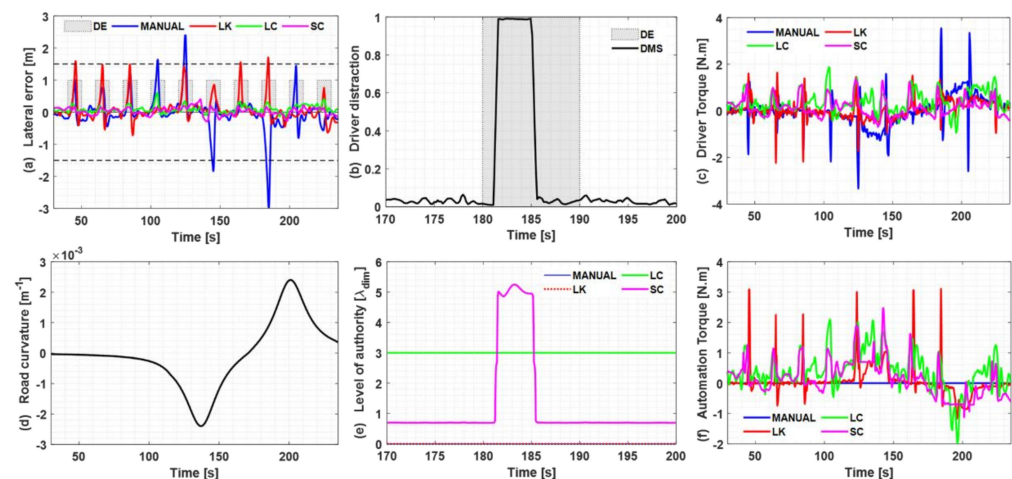 DE MANUAL LK LC SC
(a) Lateral error [m]
3
2
1
0
-1
-2
-3
50 100 150 200
Time [s]
DE
DMS
(b) Driver distraction
1
0.8
0.6
0.4
0.2
0
170 175 180 185 190 195 200
Time [s]
MANUAL LK
LC SC
(c) Driver Torque [N.m]
4
2
0
-2
-4
50 100 150 200
Time [s]
×10⁻³
(d) Road curvature [m⁻¹]
3
2
1
0
-1
-2
-3
50 100 150 200
Time [s]
MANUAL LC
LK SC
(e) Level of authority [λdim]
6
5
4
3
2
1
0
170 175 180 185 190 195 200
Time [s]
MANUAL LC
LK SC
(f) Automation Torque [N.m]
4
3
2
1
0
-1
-2
50 100 150 200
Time [s]